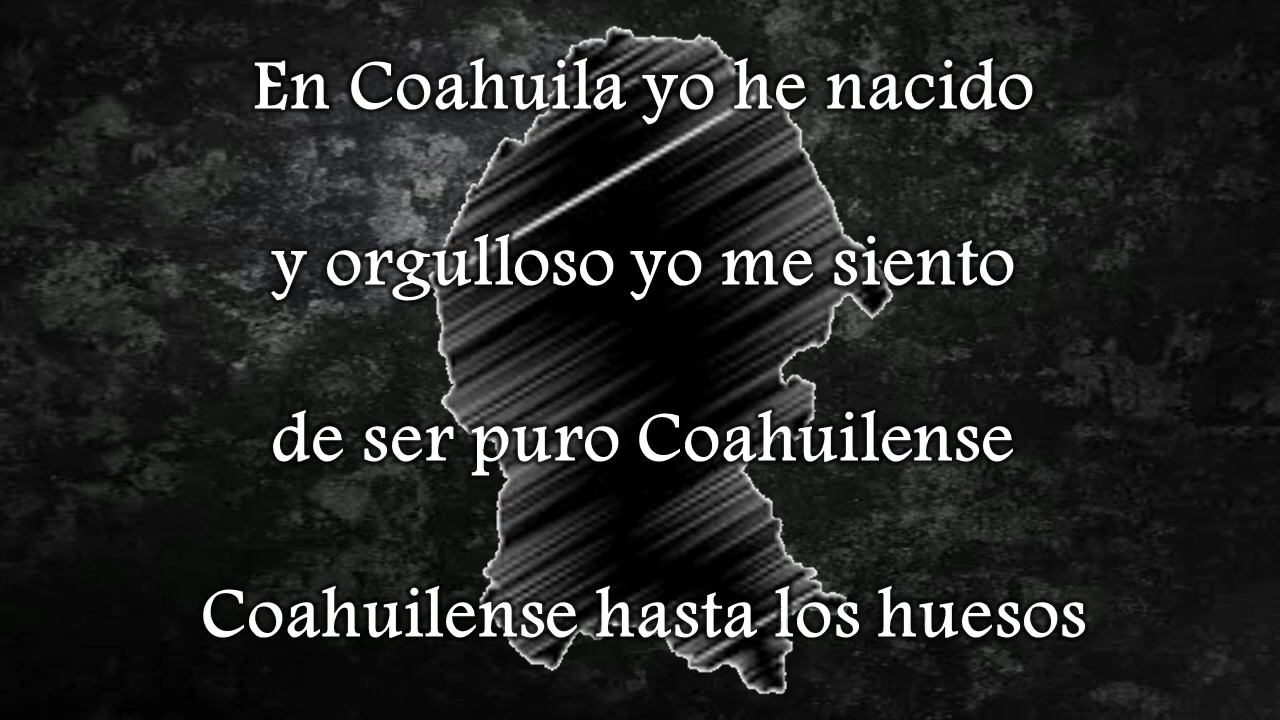 En Coahuila yo he nacido
y orgulloso yo me siento
de ser puro Coahuilense
Coahuilense hasta los huesos